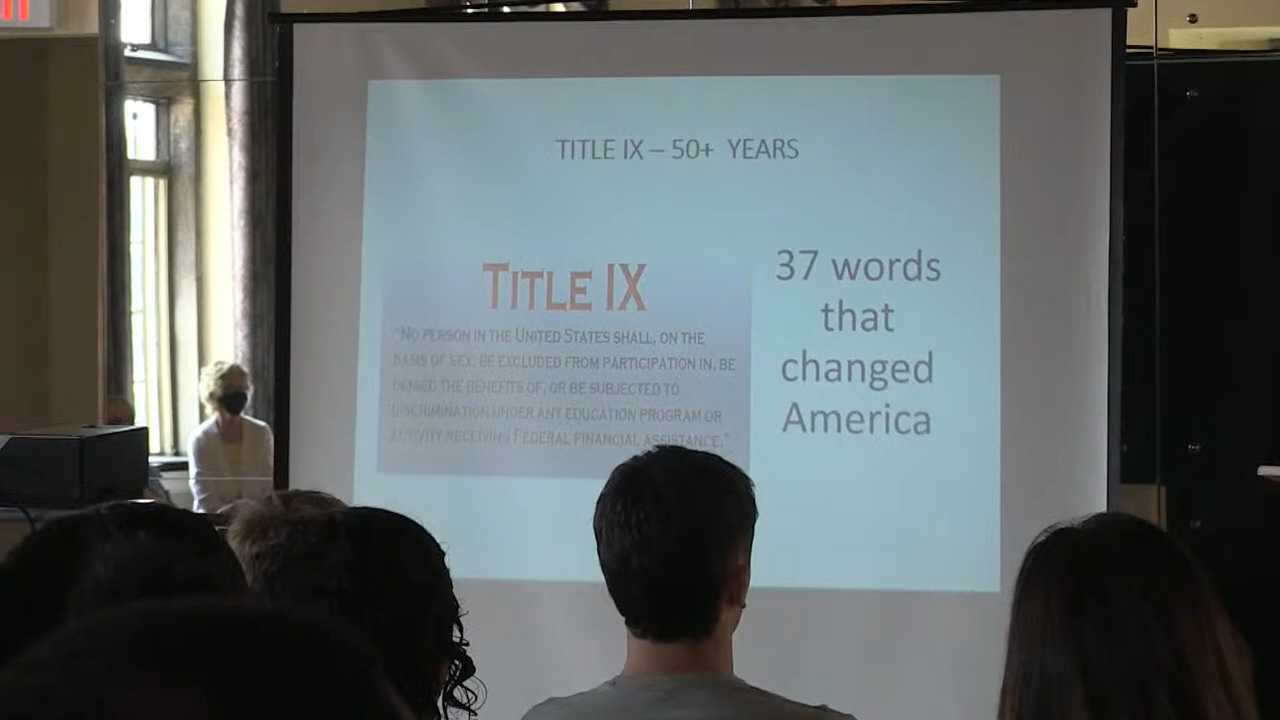 TITLE IX – 50+ YEARS
TITLE IX
"NO PERSON IN THE UNITED STATES SHALL, ON THE
BASIS OF SEX, BE EXCLUDED FROM PARTICIPATION IN, BE
DENIED THE BENEFITS OF, OR BE SUBJECTED TO
DISCRIMINATION UNDER ANY EDUCATION PROGRAM OR
ACTIVITY RECEIVING FEDERAL FINANCIAL ASSISTANCE."
37 words
that
changed
America